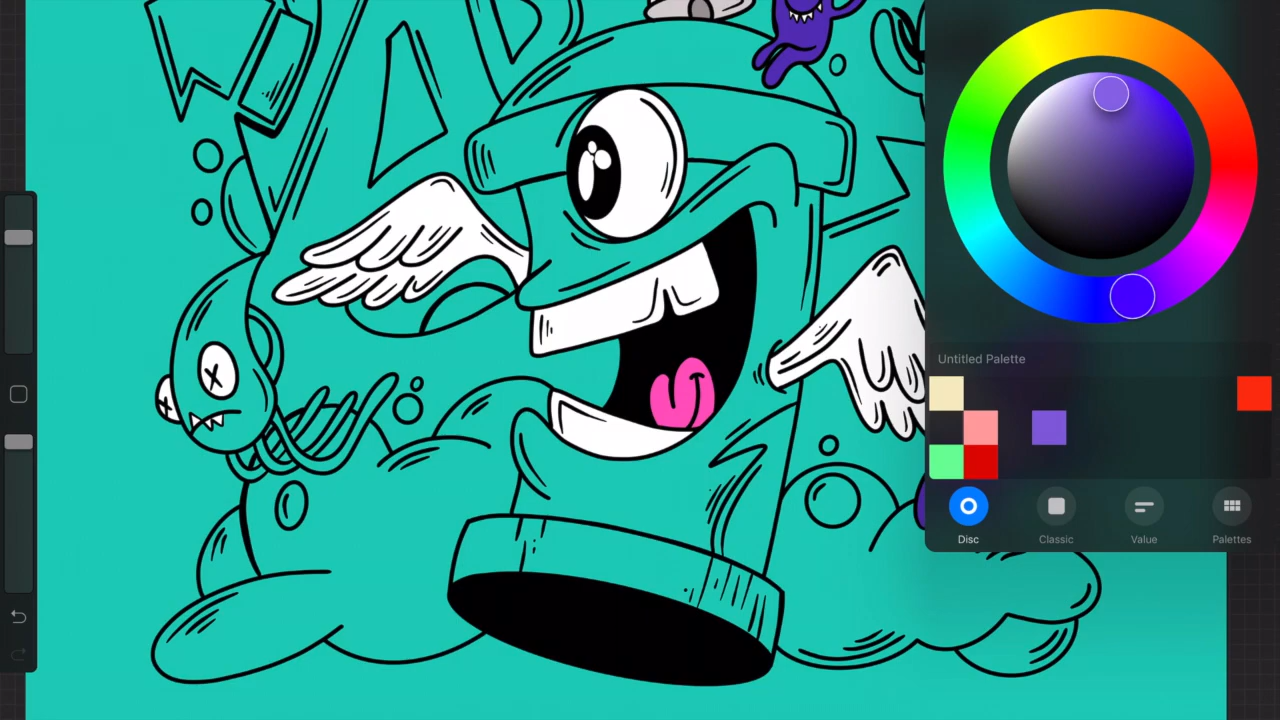 Untitled Palette
Disc
Classic
Value
Palettes